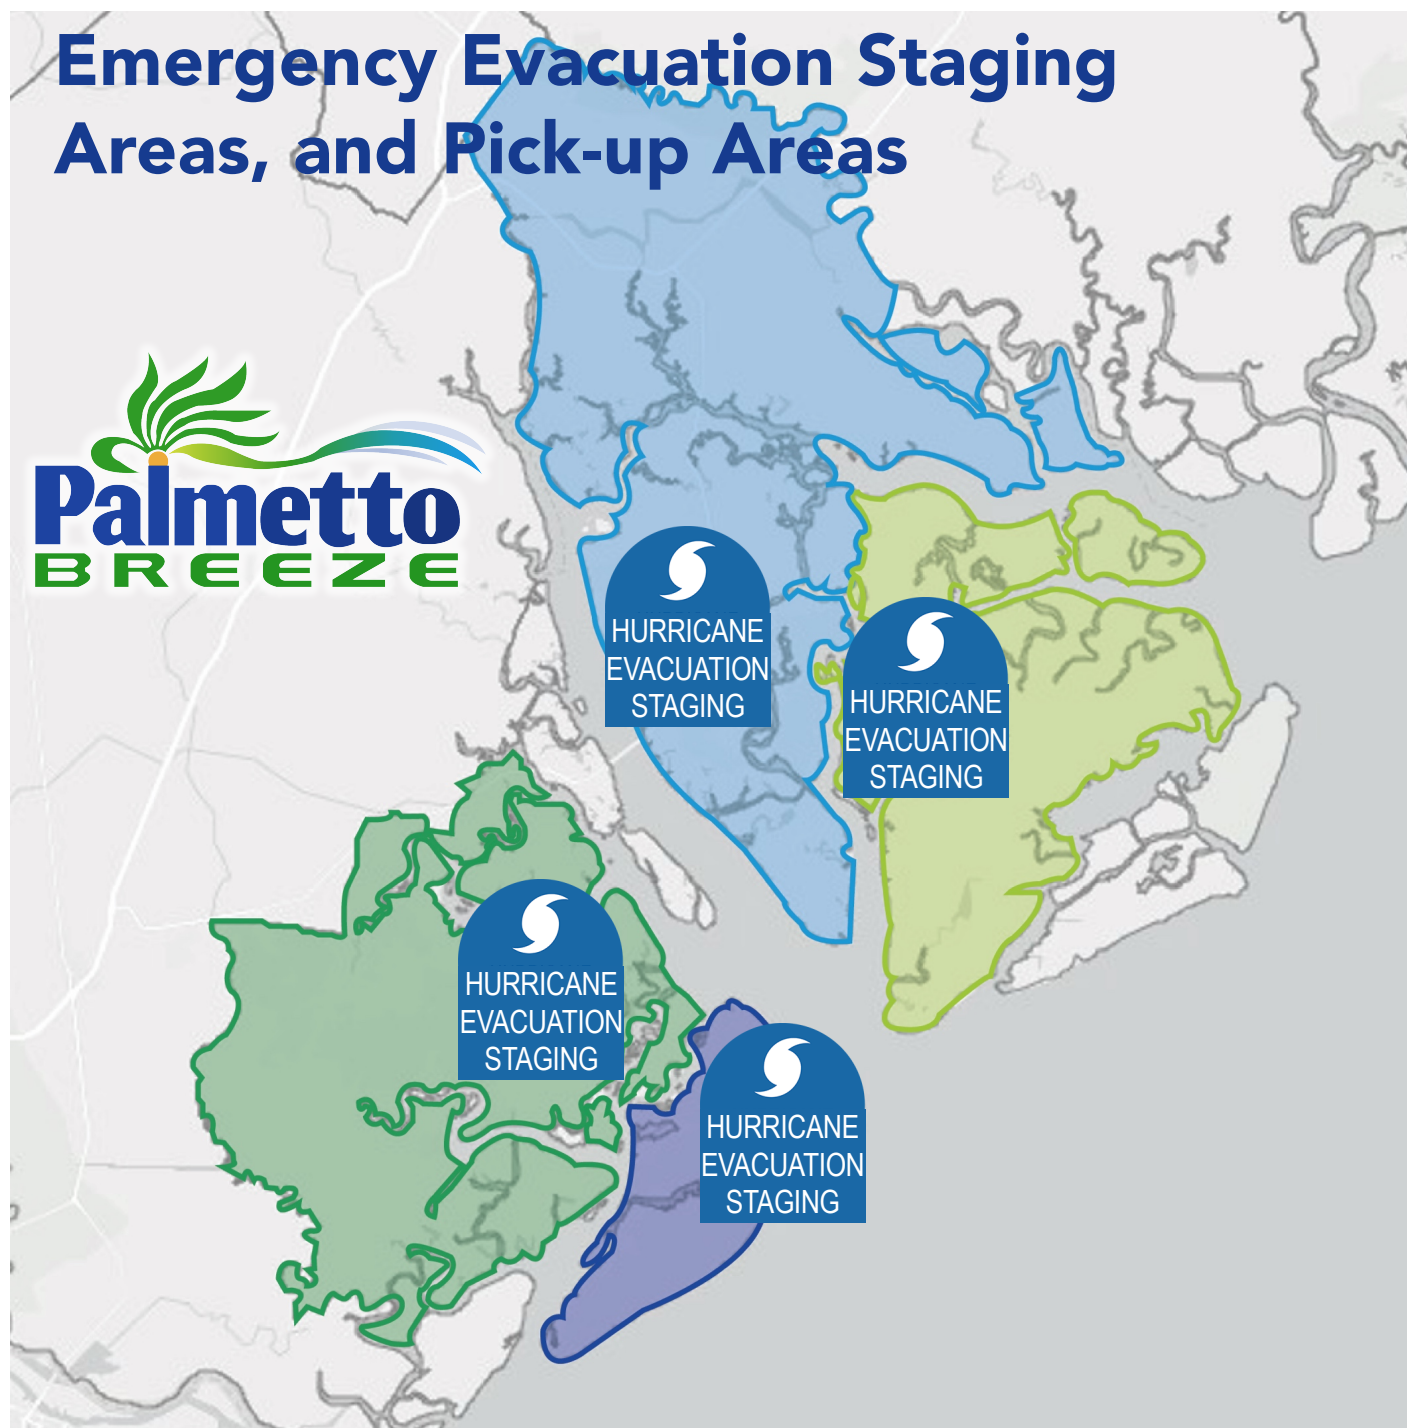 Emergency Evacuation Staging
Areas, and Pick-up Areas
Palmetto
BREEZE
HURRICANE
EVACUATION
STAGING
HURRICANE
EVACUATION
STAGING
HURRICANE
EVACUATION
STAGING
HURRICANE
EVACUATION
STAGING